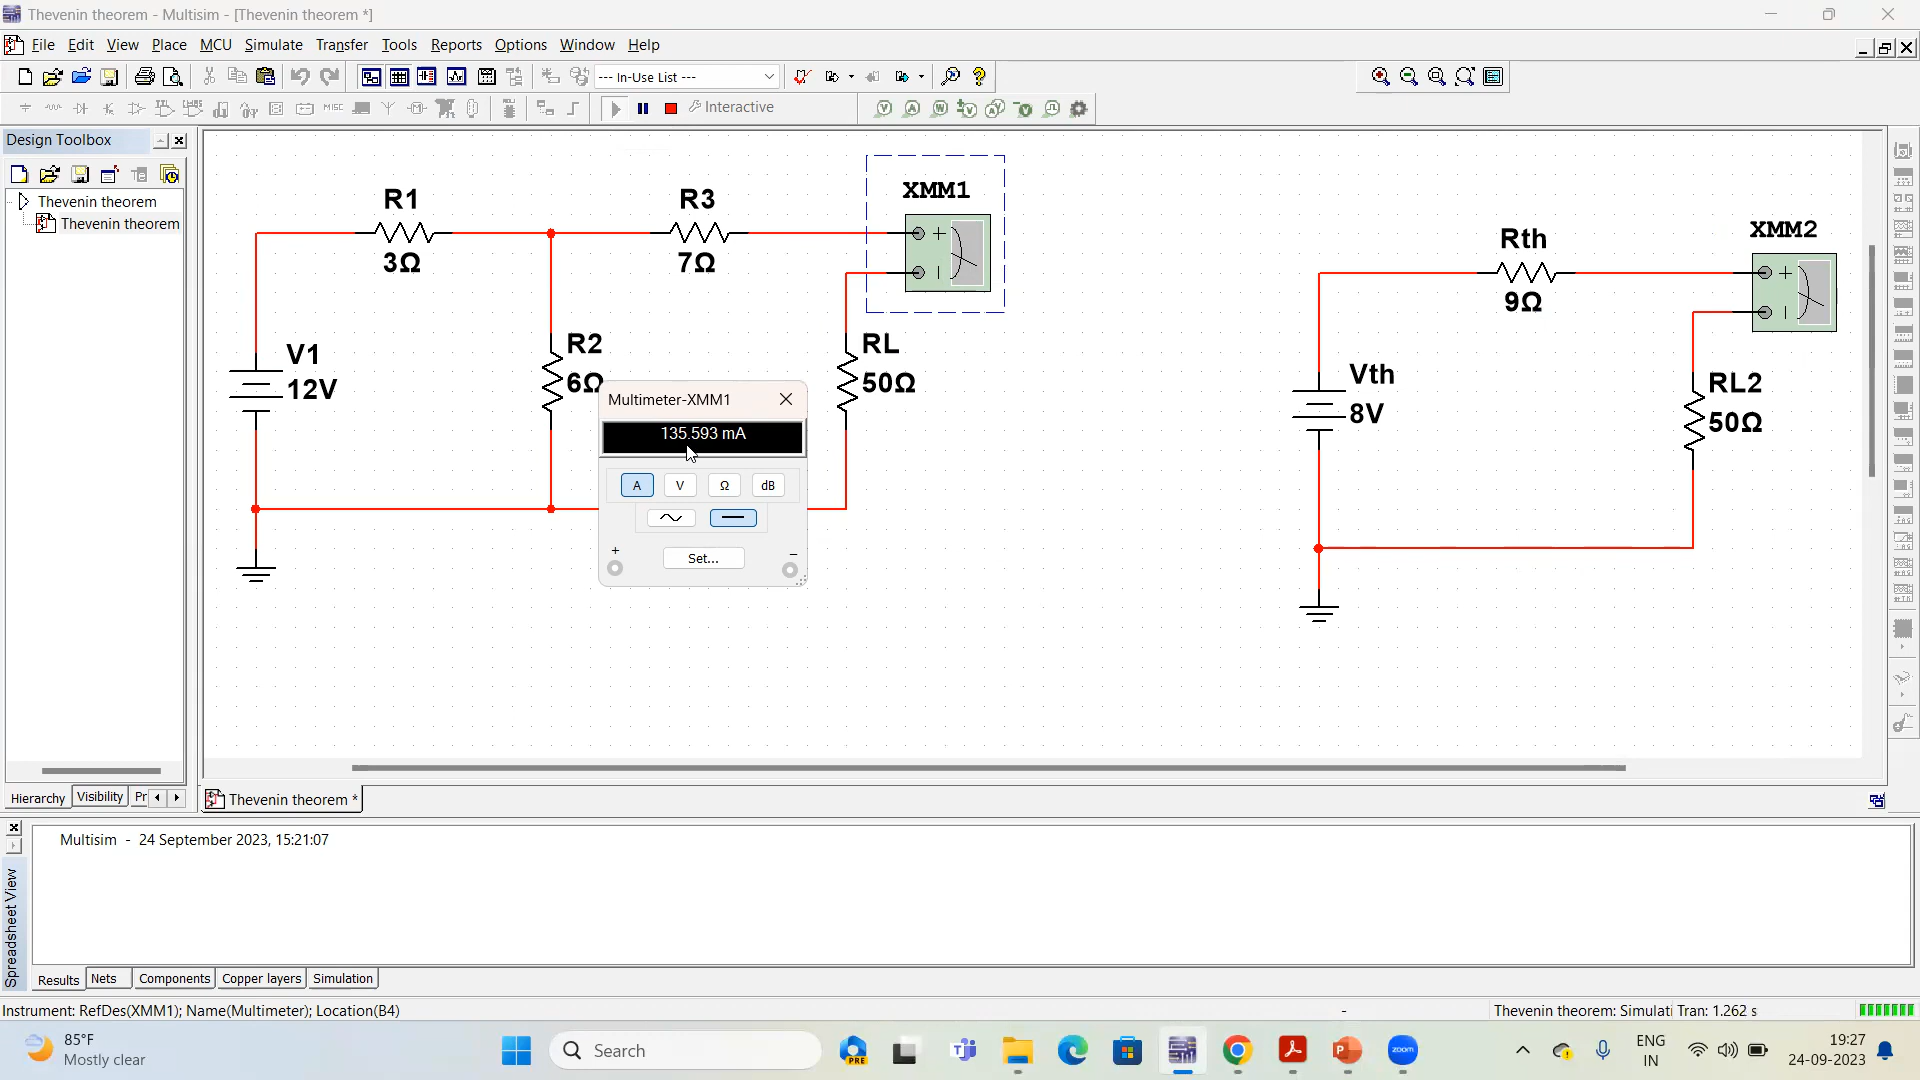 Thevenin theorem - Multisim - [Thevenin theorem *]
File Edit View Place MCU Simulate Transfer Tools Reports Options Window Help
--- In-Use List ---
MISC
Interactive
Design Toolbox
Thevenin theorem
Thevenin theorem
R1
3Ω
R3
7Ω
XMM1
Rth
9Ω
XMM2
V1
12V
R2
6Ω
RL
50Ω
Vth
8V
RL2
50Ω
Multimeter-XMM1
135.593 mA
A V Ω dB
+ −
Set...
Hierarchy Visibility Pr
Thevenin theorem *
Multisim - 24 September 2023, 15:21:07
Spreadsheet View
Results Nets Components Copper layers Simulation
Instrument: RefDes(XMM1); Name(Multimeter); Location(B4)
-
Thevenin theorem: Simulati Tran: 1.262 s
85°F
Mostly clear
Search
PRE
zoom
ENG
IN
19:27
24-09-2023